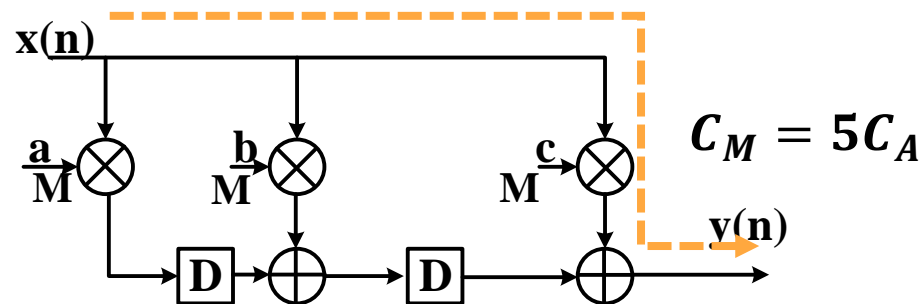 x(n)
a b c
M M M
C_M = 5C_A
y(n)
D D